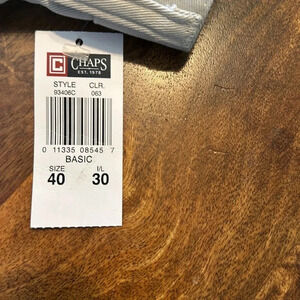 C CHAPS
EST. 1978
STYLE CLR.
93406C 063
0 11335 08545 7
BASIC
SIZE I/L
40 30